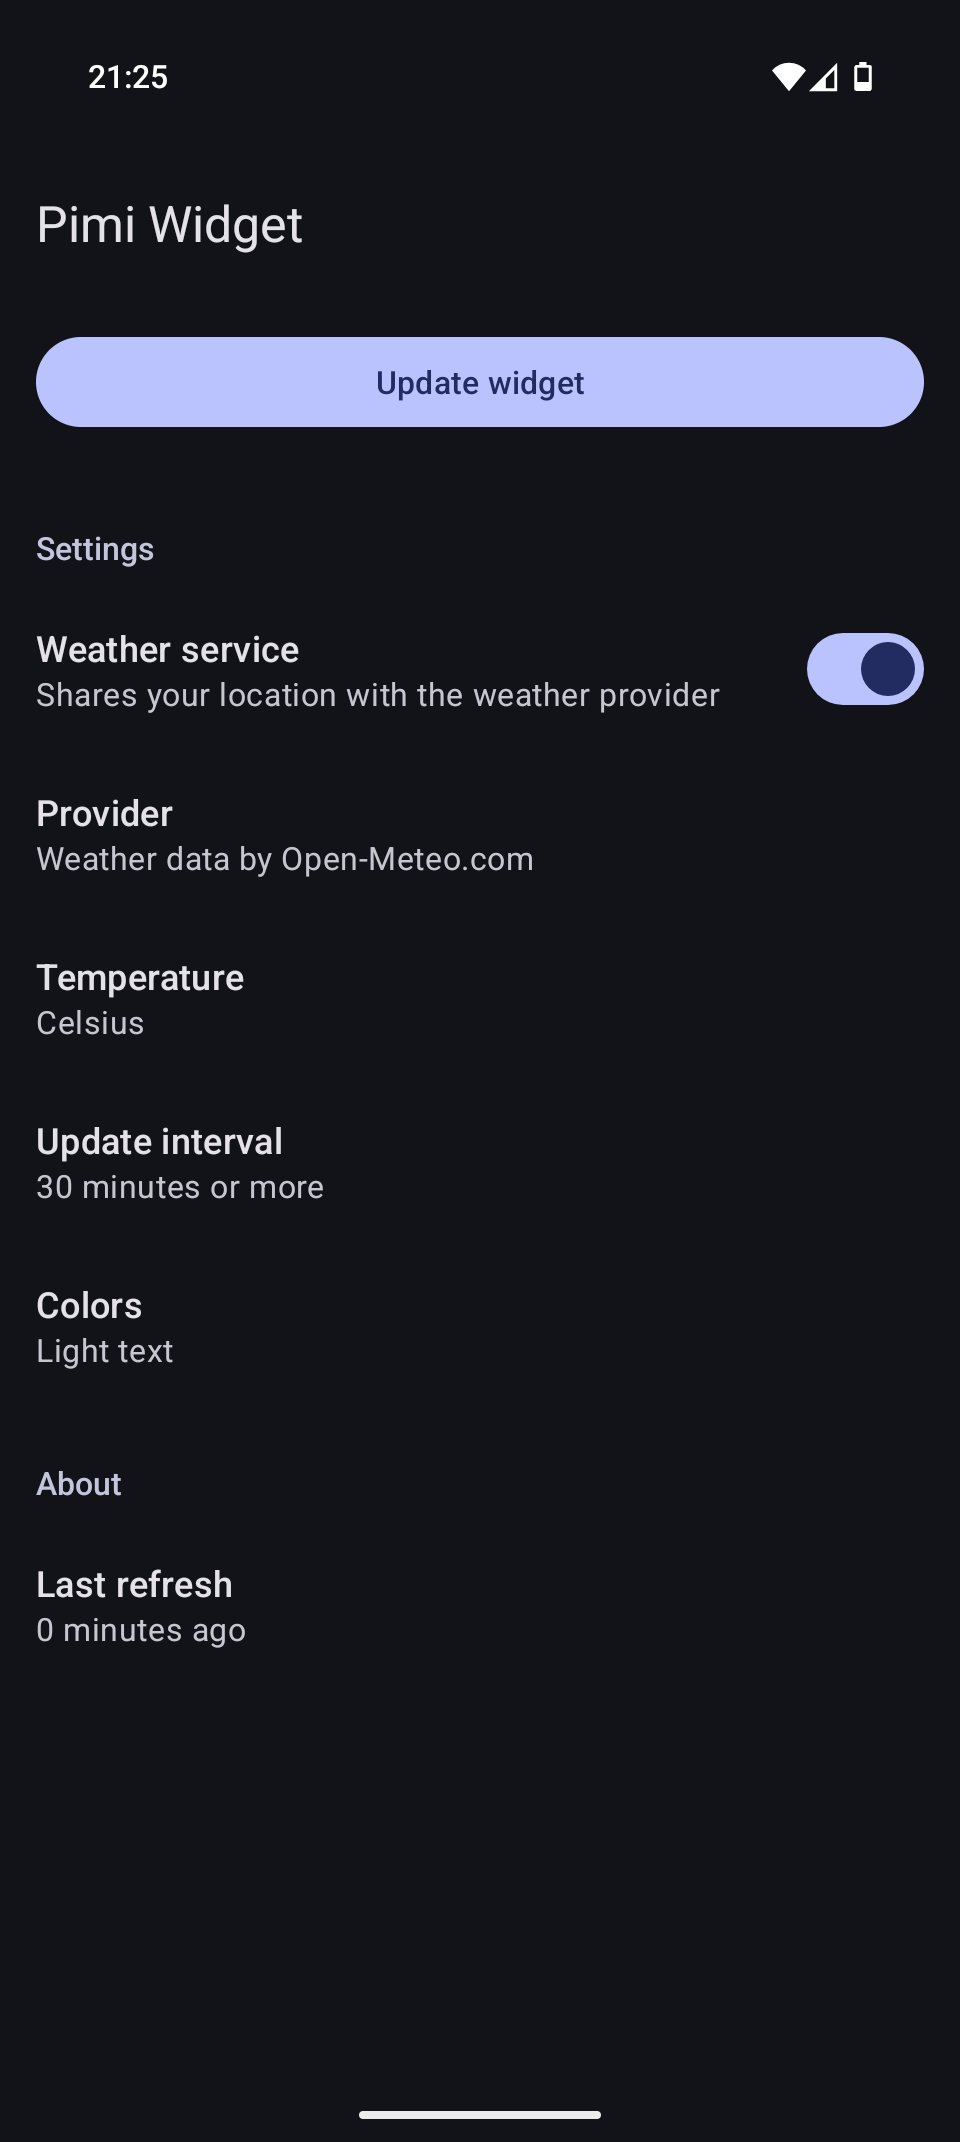 21:25
Pimi Widget
Update widget
Settings
Weather service
Shares your location with the weather provider
Provider
Weather data by Open-Meteo.com
Temperature
Celsius
Update interval
30 minutes or more
Colors
Light text
About
Last refresh
0 minutes ago